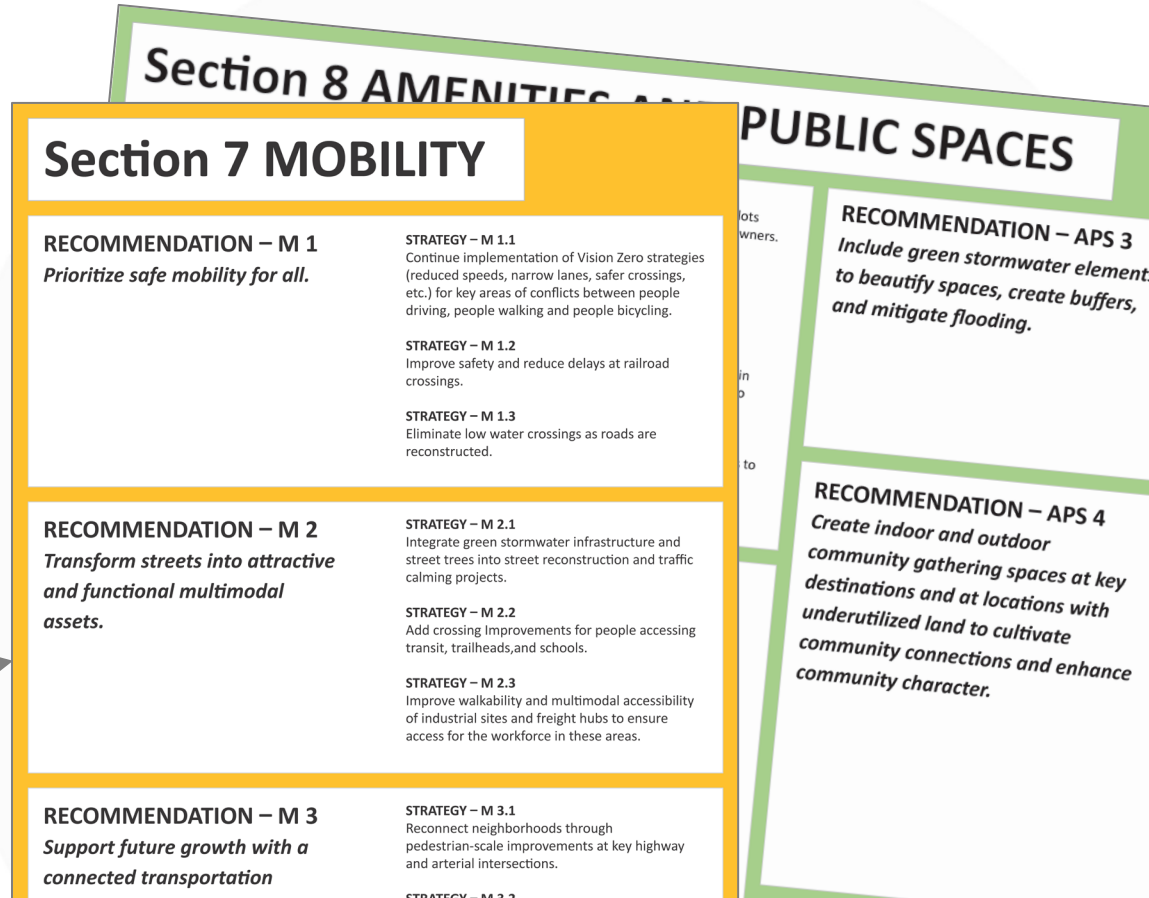 Section 7 MOBILITY
RECOMMENDATION – M 1
Prioritize safe mobility for all.
STRATEGY – M 1.1
Continue implementation of Vision Zero strategies
(reduced speeds, narrow lanes, safer crossings,
etc.) for key areas of conflicts between people
driving, people walking and people bicycling.
STRATEGY – M 1.2
Improve safety and reduce delays at railroad
crossings.
STRATEGY – M 1.3
Eliminate low water crossings as roads are
reconstructed.
RECOMMENDATION – M 2
Transform streets into attractive
and functional multimodal
assets.
STRATEGY – M 2.1
Integrate green stormwater infrastructure and
street trees into street reconstruction and traffic
calming projects.
STRATEGY – M 2.2
Add crossing Improvements for people accessing
transit, trailheads,and schools.
STRATEGY – M 2.3
Improve walkability and multimodal accessibility
of industrial sites and freight hubs to ensure
access for the workforce in these areas.
RECOMMENDATION – M 3
Support future growth with a
connected transportation
STRATEGY – M 3.1
Reconnect neighborhoods through
pedestrian-scale improvements at key highway
and arterial intersections.
STRATEGY – M 3.2
Section 8 AMENITIES AND PUBLIC SPACES
lots
wners.
in
to
RECOMMENDATION – APS 3
Include green stormwater elements
to beautify spaces, create buffers,
and mitigate flooding.
RECOMMENDATION – APS 4
Create indoor and outdoor
community gathering spaces at key
destinations and at locations with
underutilized land to cultivate
community connections and enhance
community character.